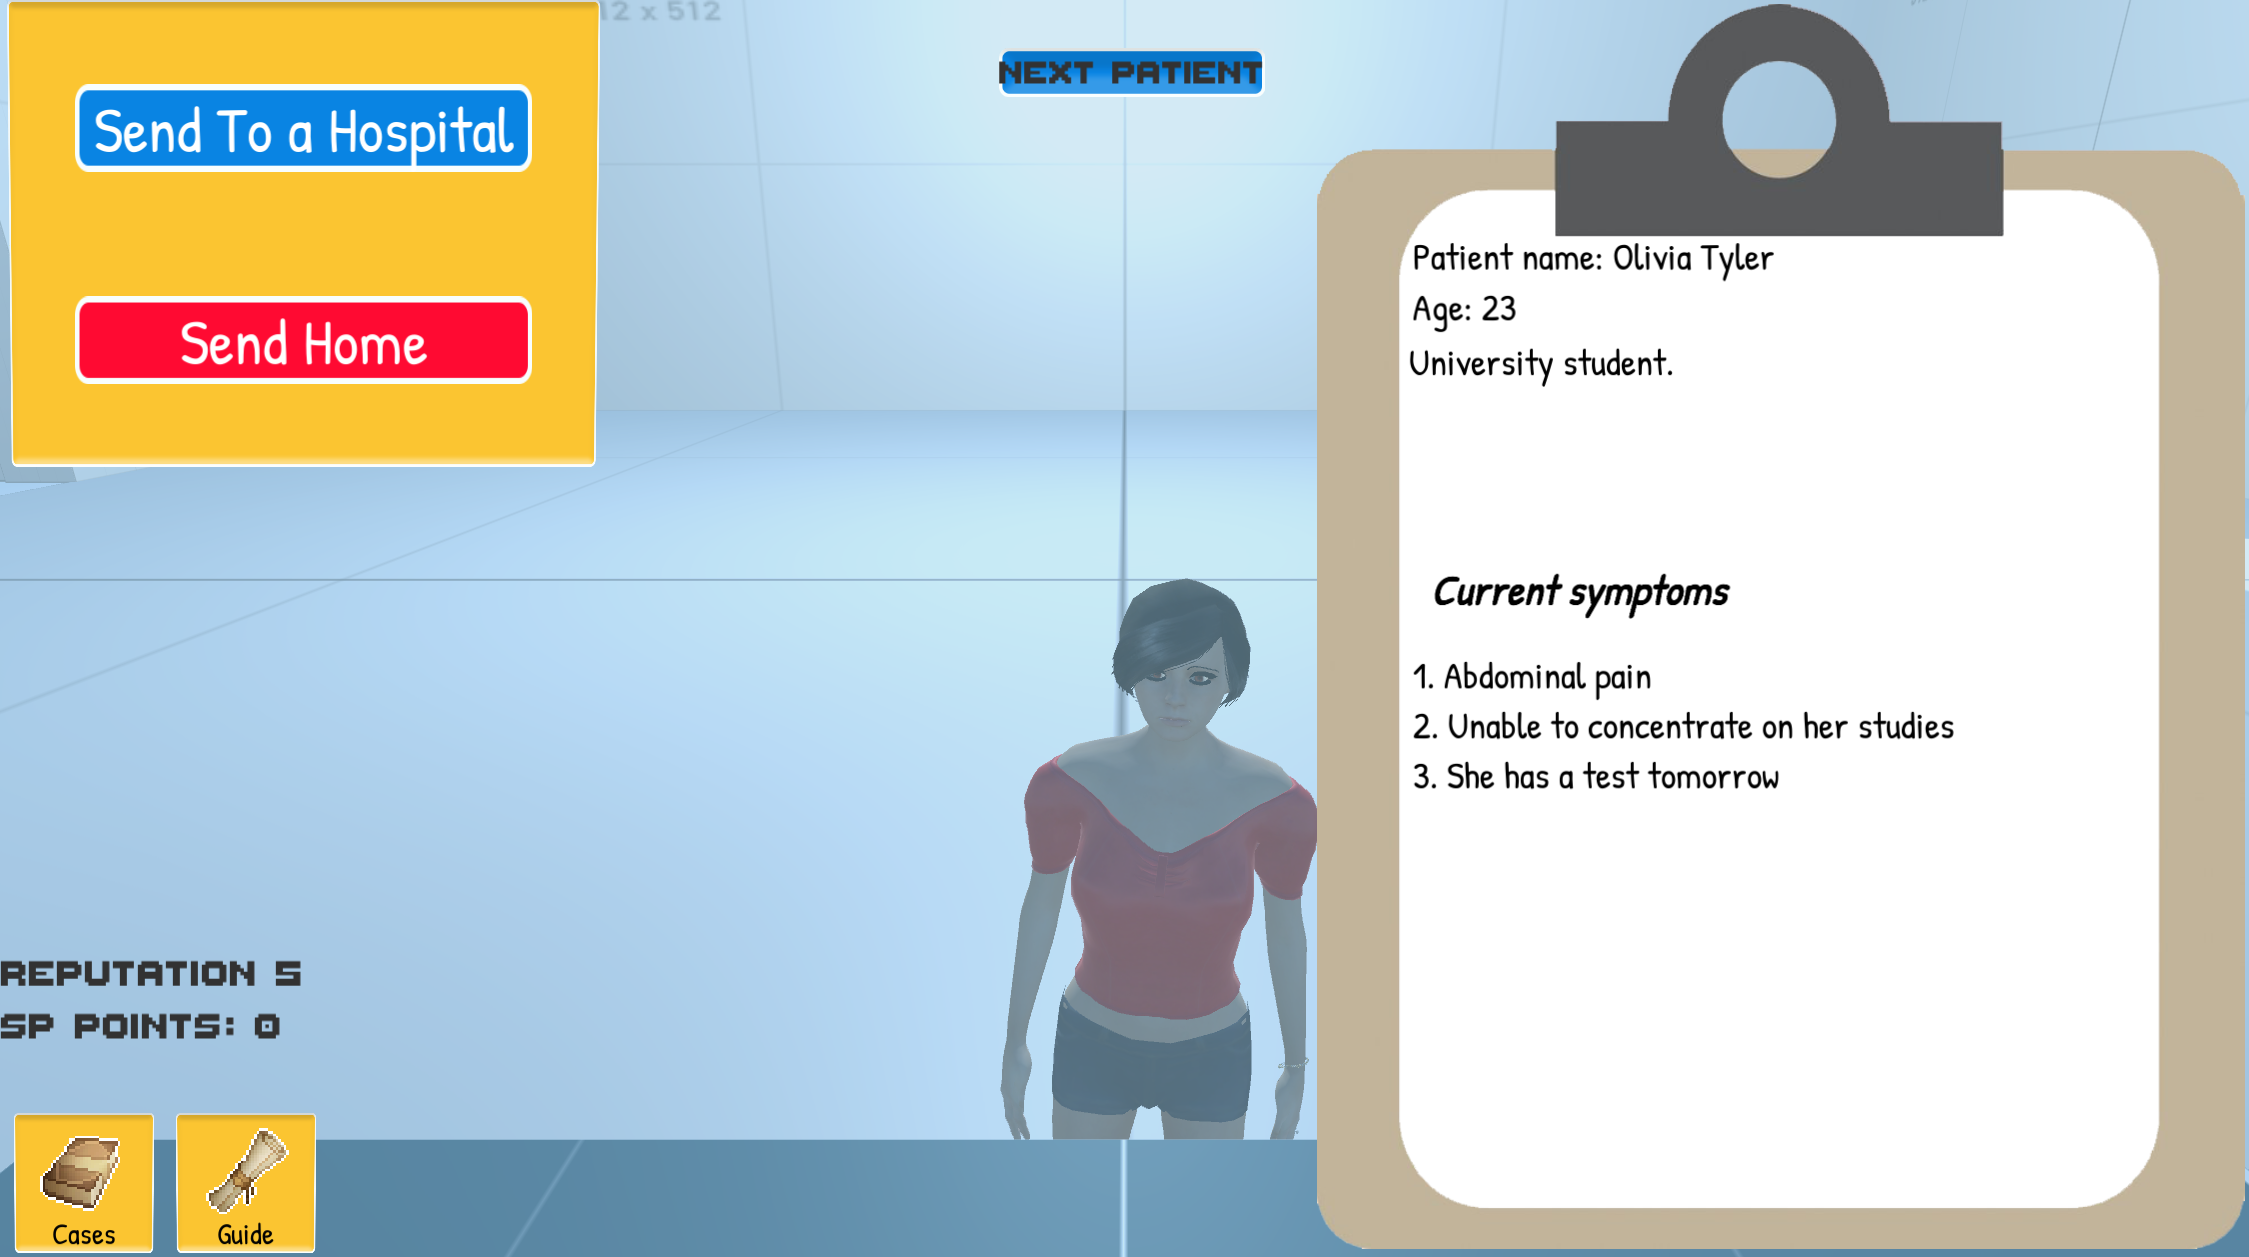 12 x 512
Send To a Hospital
Send Home
NEXT PATIENT
Patient name: Olivia Tyler
Age: 23
University student.
Current symptoms
1. Abdominal pain
2. Unable to concentrate on her studies
3. She has a test tomorrow
REPUTATION 5
SP POINTS: 0
Cases
Guide